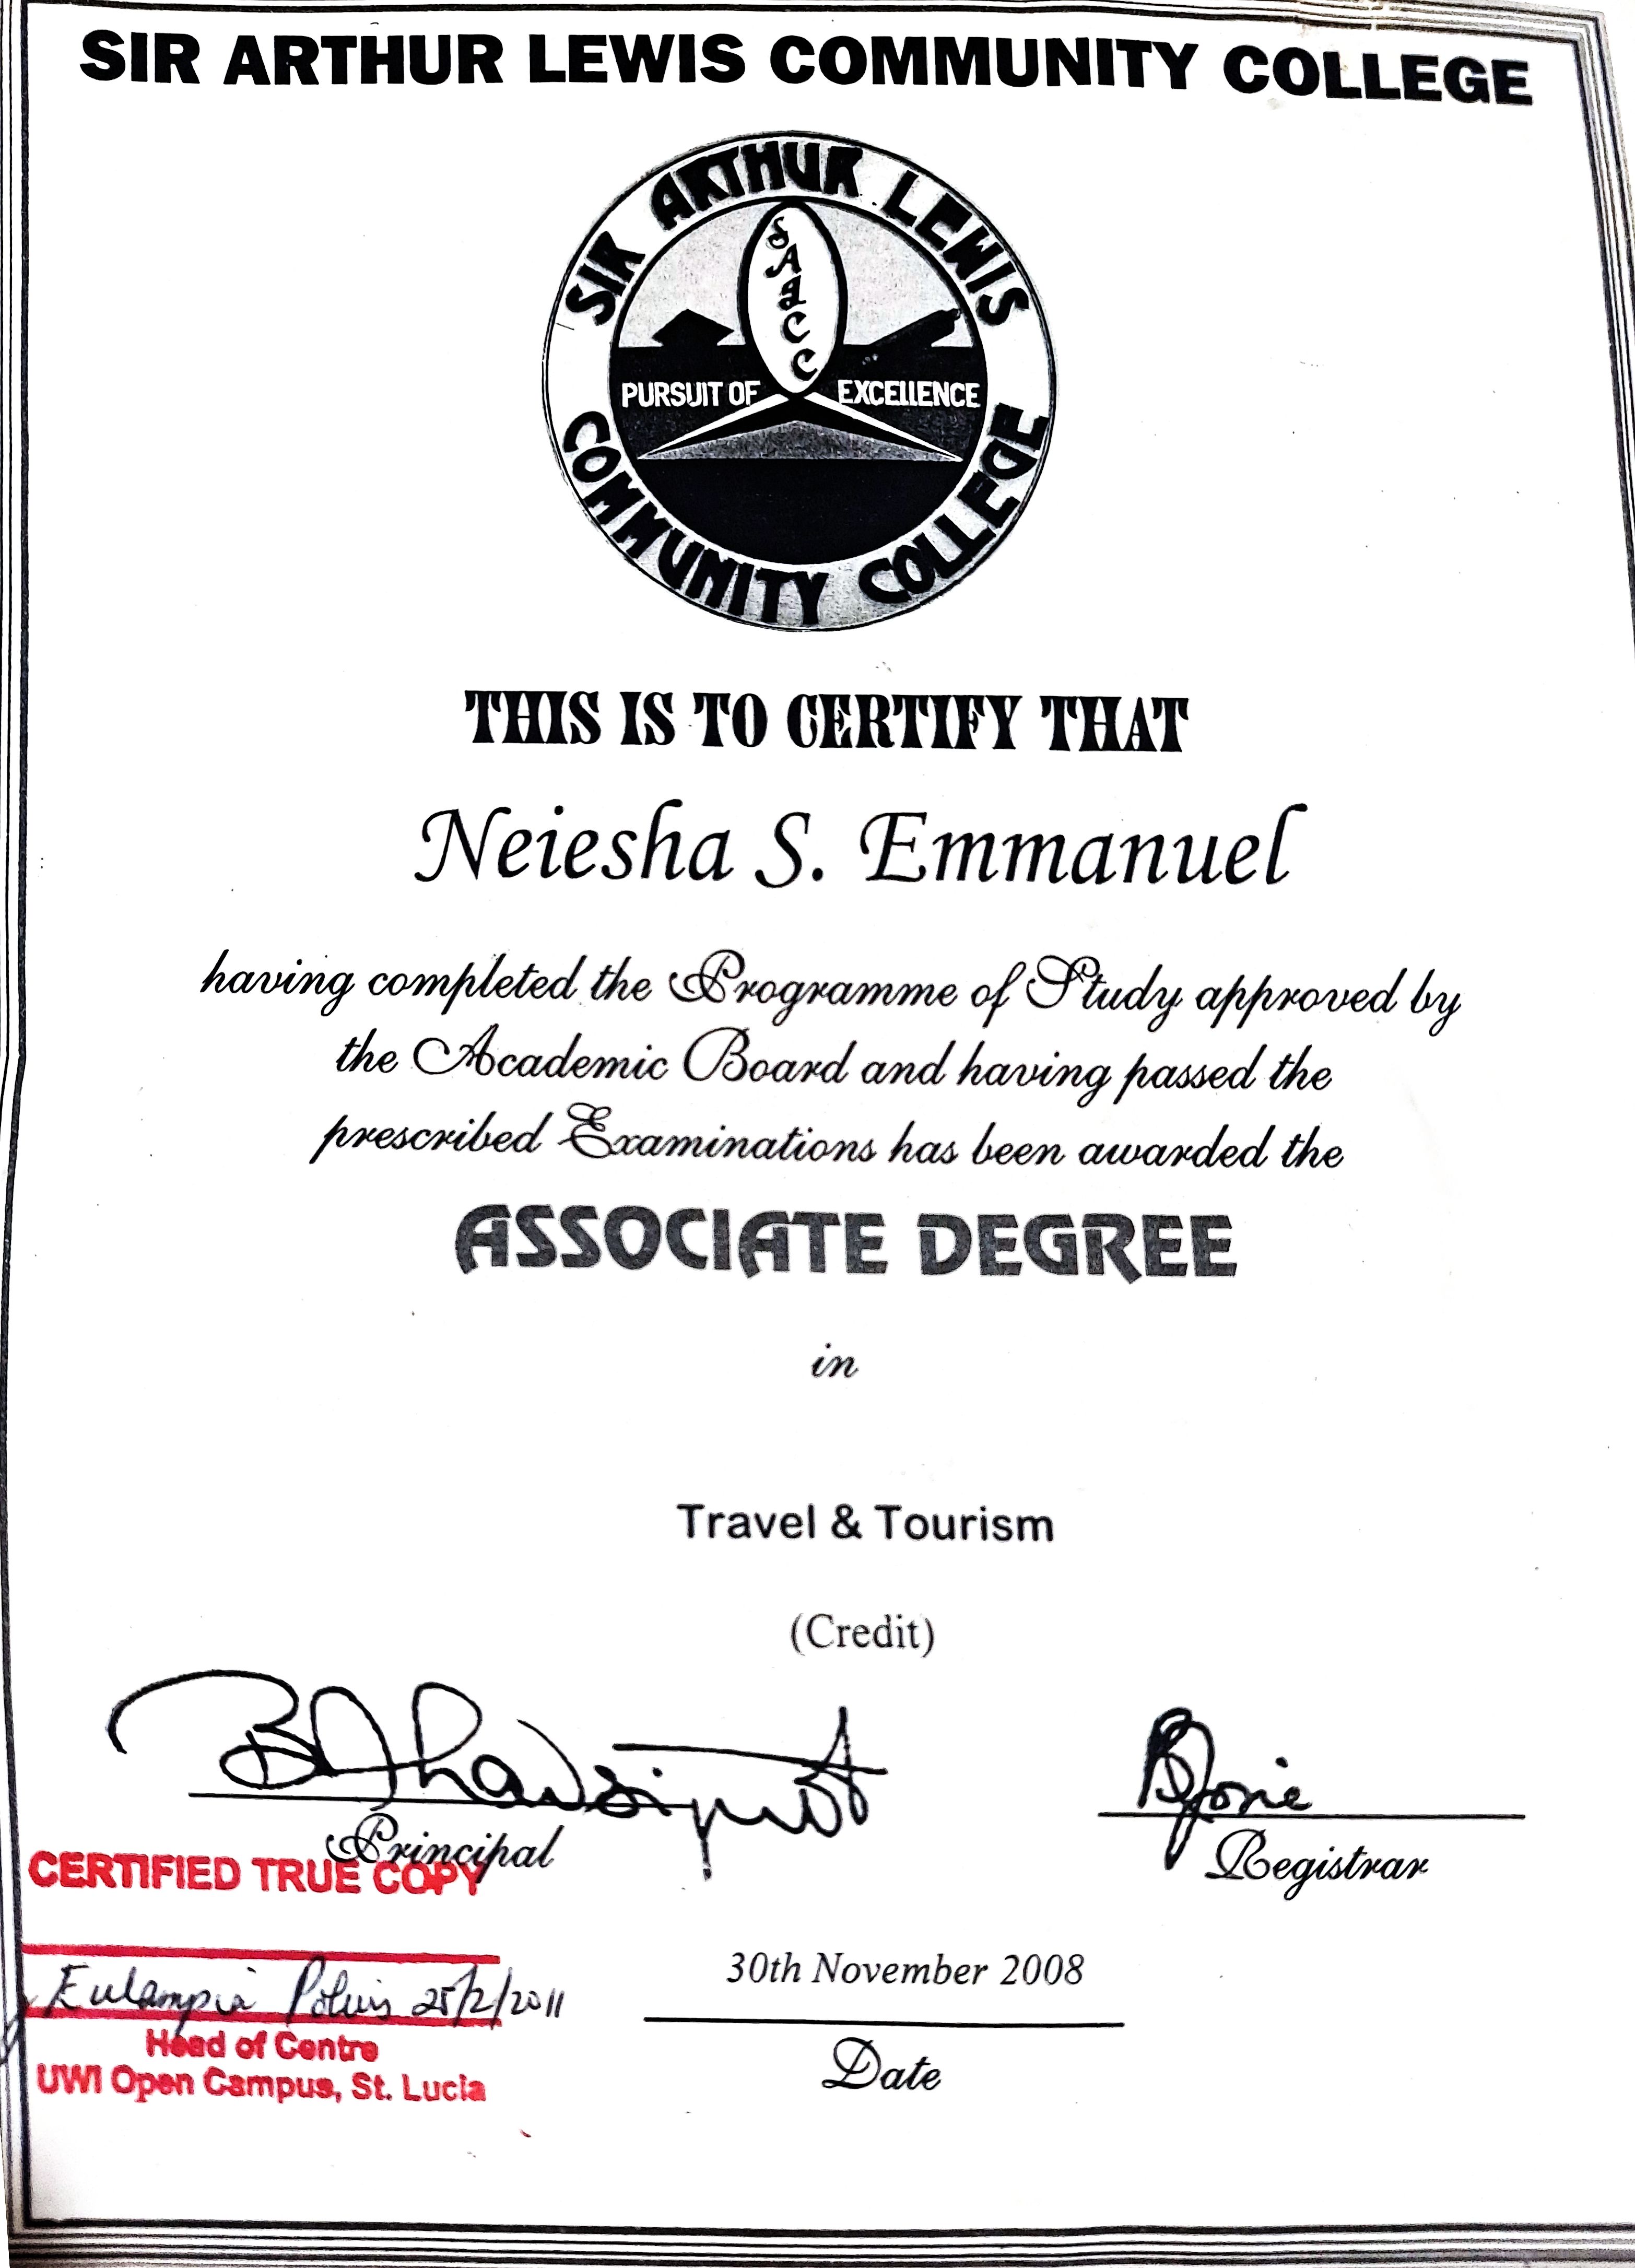 SIR ARTHUR LEWIS COMMUNITY COLLEGE
SIR ARTHUR LEWIS
SALCC
PURSUIT OF EXCELLENCE
COMMUNITY COLLEGE
THIS IS TO CERTIFY THAT
Neiesha S. Emmanuel
having completed the Programme of Study approved by
the Academic Board and having passed the
prescribed Examinations has been awarded the
ASSOCIATE DEGREE
in
Travel & Tourism
(Credit)
Principal
Registrar
CERTIFIED TRUE COPY
Eulampia 25/2/2011
Head of Centre
UWI Open Campus, St. Lucia
30th November 2008
Date